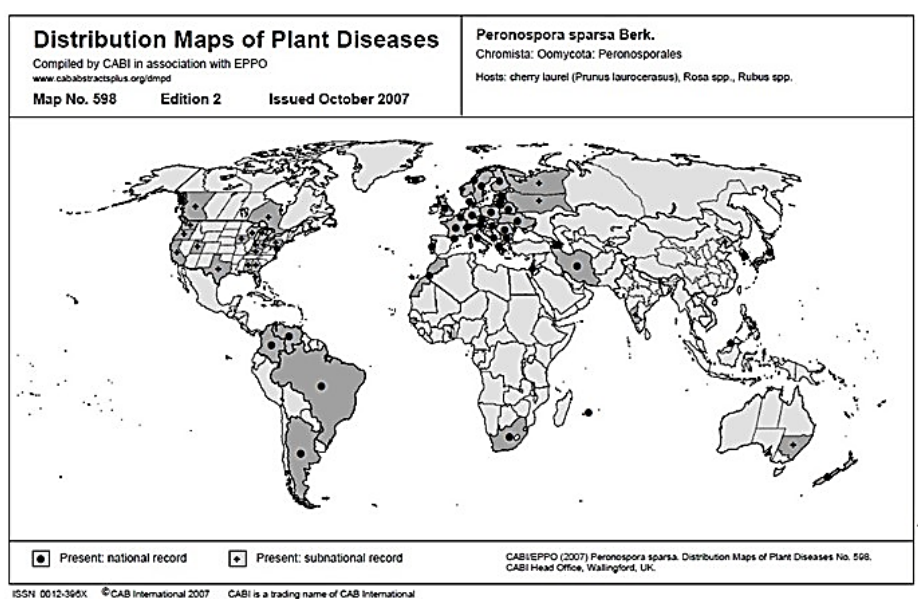 Distribution Maps of Plant Diseases
Compiled by CABI in association with EPPO
www.cababstractsplus.org/dmpd
Map No. 598 Edition 2 Issued October 2007
Peronospora sparsa Berk.
Chromista: Oomycota: Peronosporales
Hosts: cherry laurel (Prunus laurocerasus), Rosa spp., Rubus spp.
Present: national record
Present: subnational record
CABI/EPPO (2007) Peronospora sparsa. Distribution Maps of Plant Diseases No. 598.
CABI Head Office, Wallingford, UK.
ISSN 0012-396X ©CAB International 2007 CABI is a trading name of CAB International